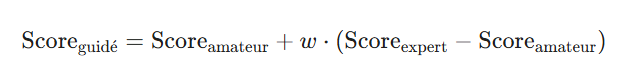 Score_guidé = Score_amateur + w · (Score_expert − Score_amateur)